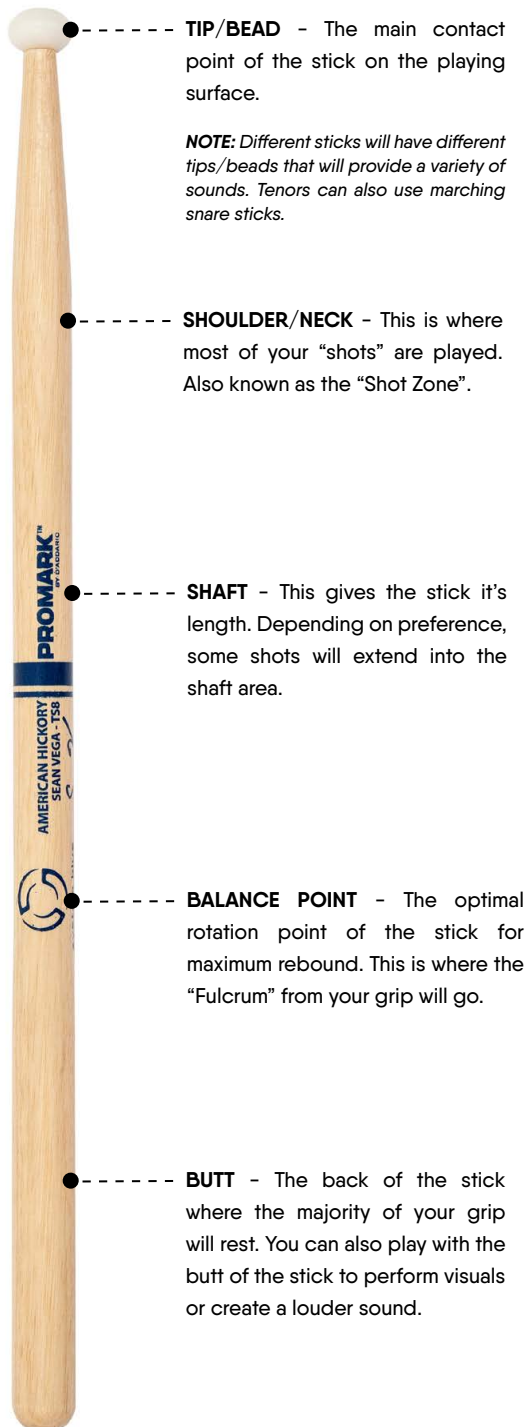 TIP/BEAD - The main contact
point of the stick on the playing
surface.
NOTE: Different sticks will have different
tips/beads that will provide a variety of
sounds. Tenors can also use marching
snare sticks.
SHOULDER/NECK - This is where
most of your “shots” are played.
Also known as the “Shot Zone”.
PROMARK™
BY D'ADDARIO
SHAFT - This gives the stick it’s
length. Depending on preference,
some shots will extend into the
shaft area.
AMERICAN HICKORY
SEAN VEGA - TS8
BALANCE POINT - The optimal
rotation point of the stick for
maximum rebound. This is where the
“Fulcrum” from your grip will go.
BUTT - The back of the stick
where the majority of your grip
will rest. You can also play with the
butt of the stick to perform visuals
or create a louder sound.